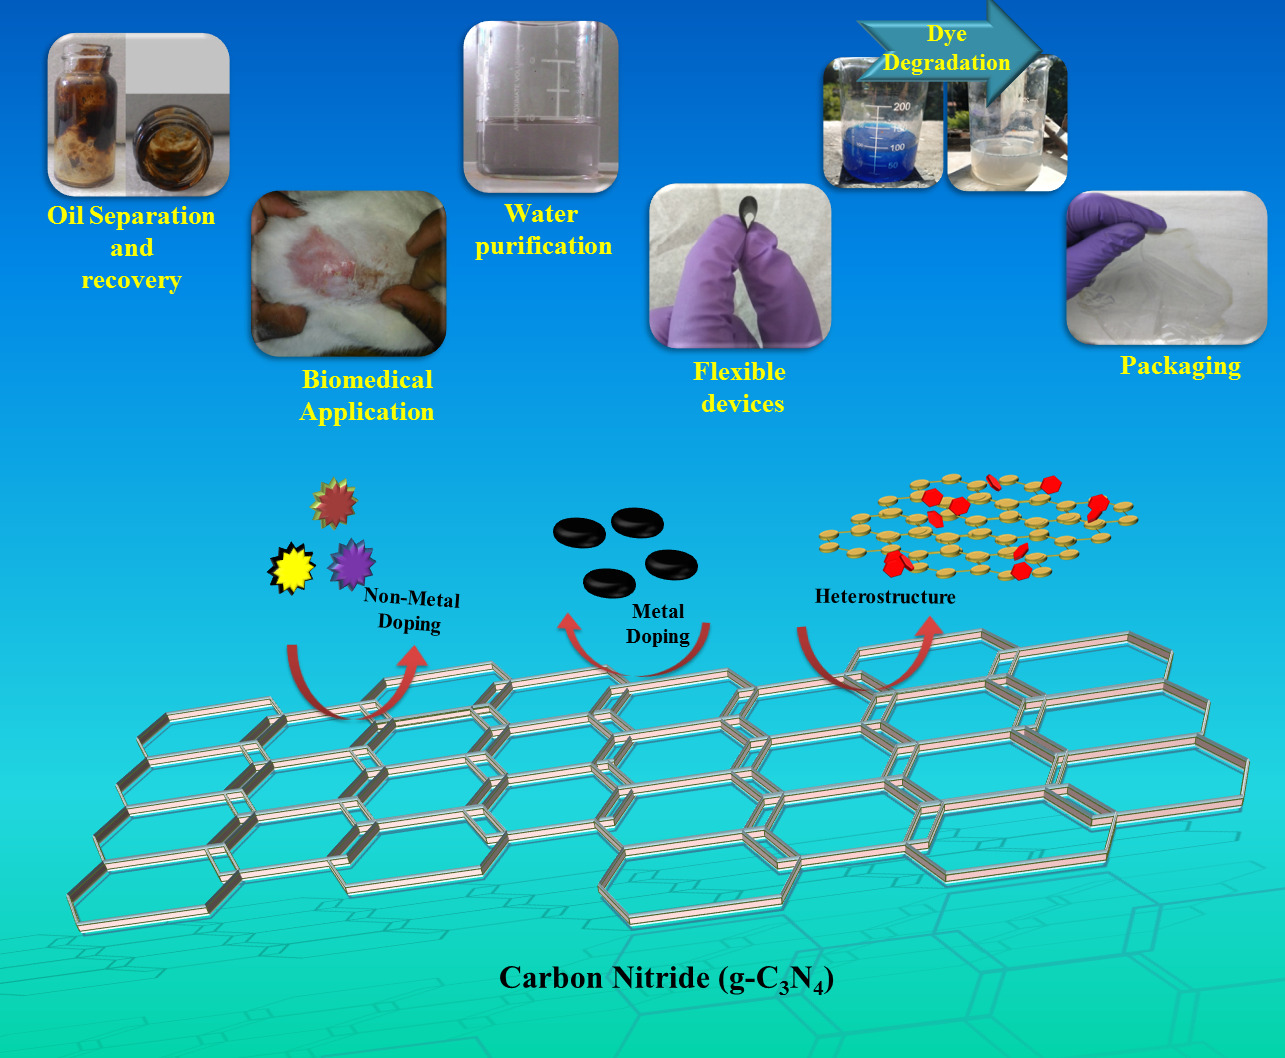 Dye
Degradation
200
100
50
Oil Separation
and
recovery
Water
purification
Biomedical
Application
Flexible
devices
Packaging
Non-Metal
Doping
Metal
Doping
Heterostructure
Carbon Nitride (g-C₃N₄)